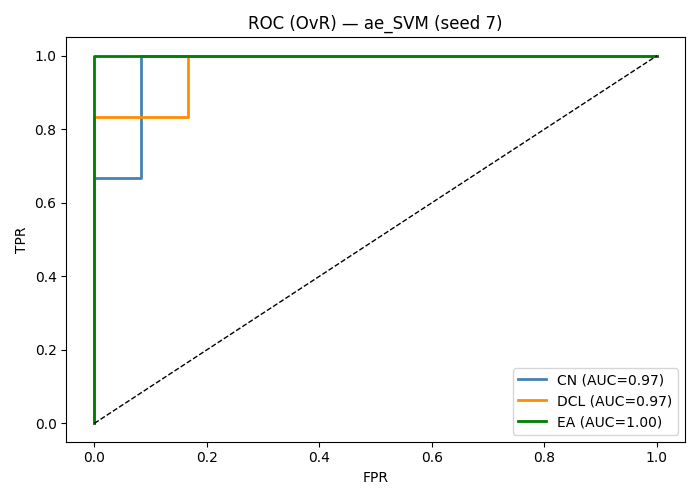 ROC (OvR) — ae_SVM (seed 7)
1.0
0.8
0.6
0.4
0.2
0.0
TPR
0.0 0.2 0.4 0.6 0.8 1.0
FPR
CN (AUC=0.97)
DCL (AUC=0.97)
EA (AUC=1.00)